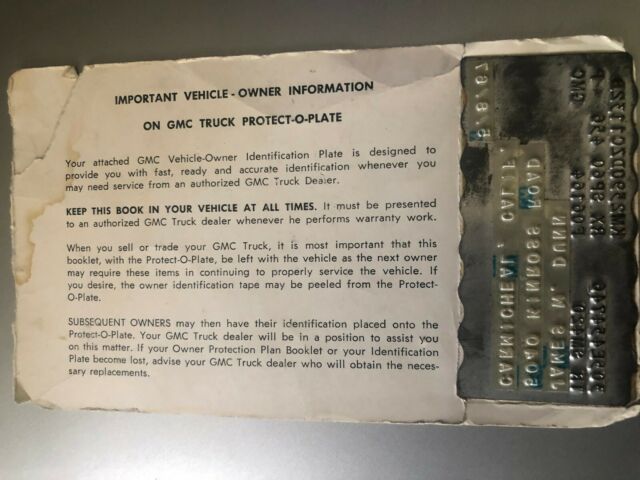 IMPORTANT VEHICLE - OWNER INFORMATION
ON GMC TRUCK PROTECT-O-PLATE
Your attached GMC Vehicle-Owner Identification Plate is designed to
provide you with fast, ready and accurate identification whenever you
may need service from an authorized GMC Truck Dealer.
KEEP THIS BOOK IN YOUR VEHICLE AT ALL TIMES. It must be presented
to an authorized GMC Truck dealer whenever he performs warranty work.
When you sell or trade your GMC Truck, it is most important that this
booklet, with the Protect-O-Plate, be left with the vehicle as the next owner
may require these items in continuing to properly service the vehicle. If
you desire, the owner identification tape may be peeled from the Protect-
O-Plate.
SUBSEQUENT OWNERS may then have their identification placed onto the
Protect-O-Plate. Your GMC Truck dealer will be in a position to assist you
on this matter. If your Owner Protection Plan Booklet or your Identification
Plate become lost, advise your GMC Truck dealer who will obtain the neces-
sary replacements.
JAMES M. DUNN
KINROSS ROAD
CARMICHEAL, CALIF.
GMC